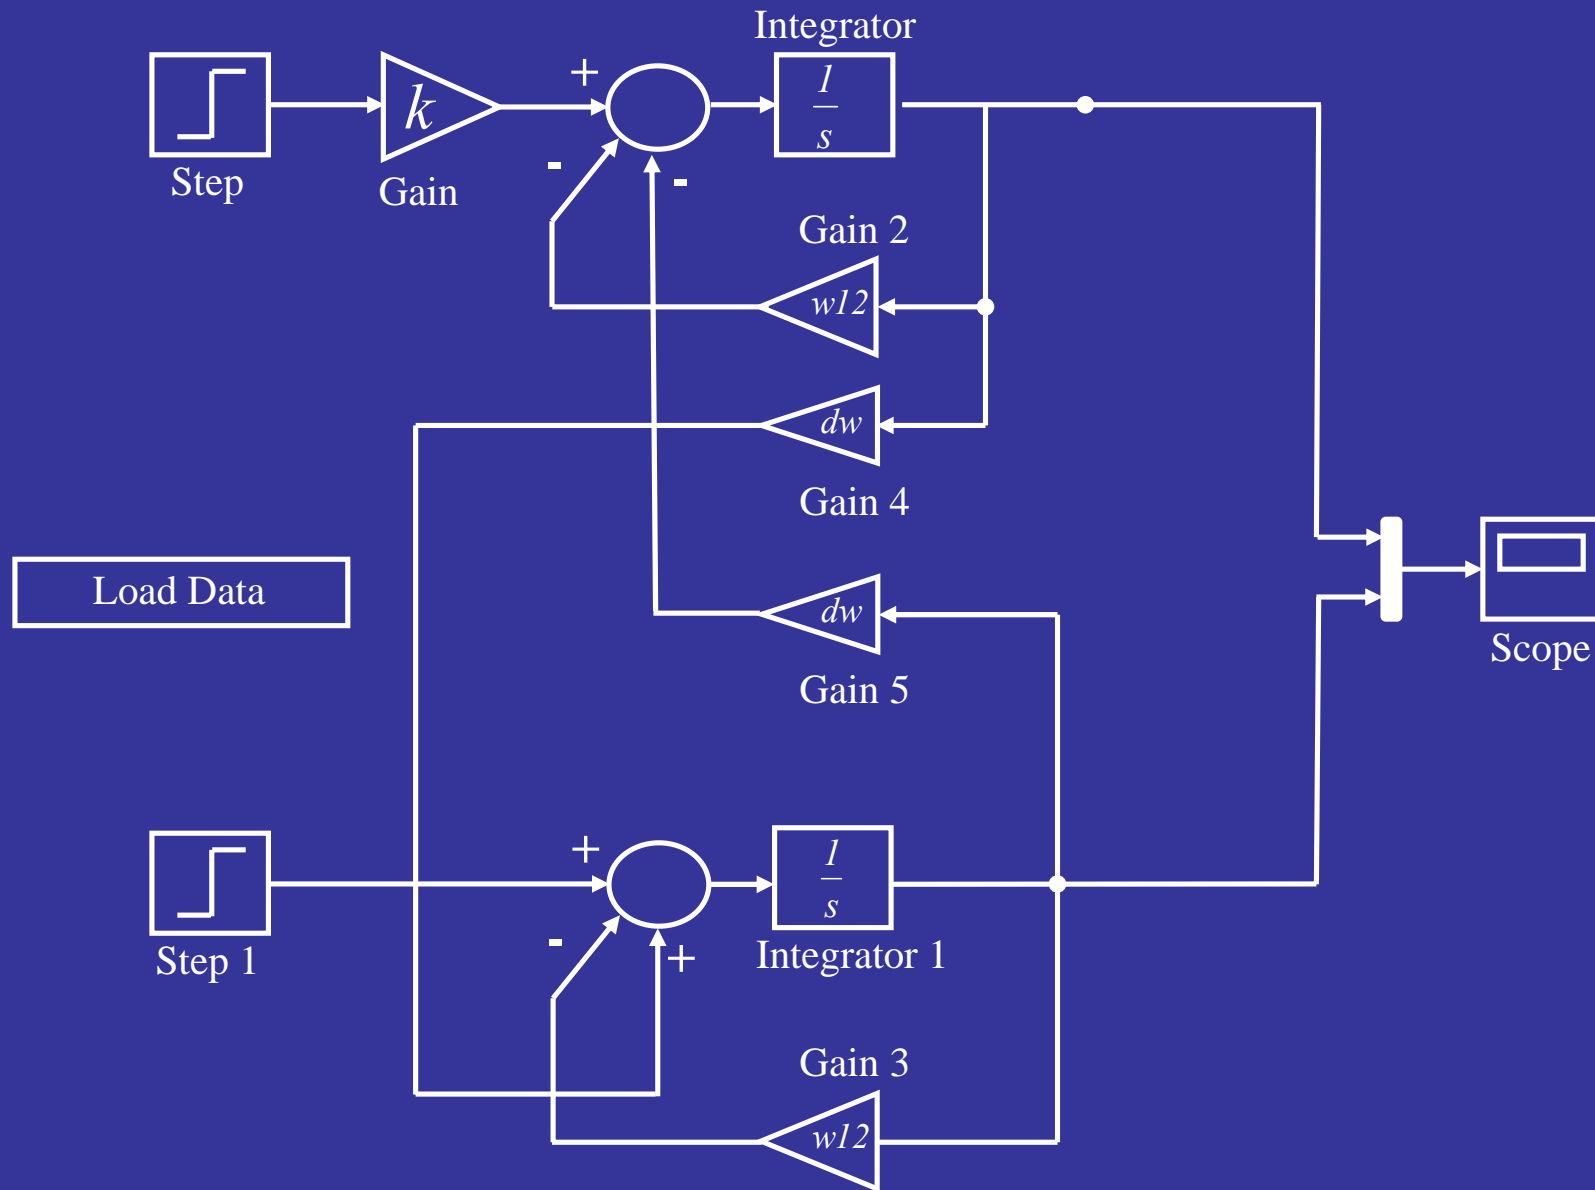 Integrator
+
k
1
s
Step
Gain
-
-
Gain 2
w12
dw
Gain 4
Load Data
dw
Gain 5
Scope
+
1
s
-
+
Step 1
Integrator 1
Gain 3
w12